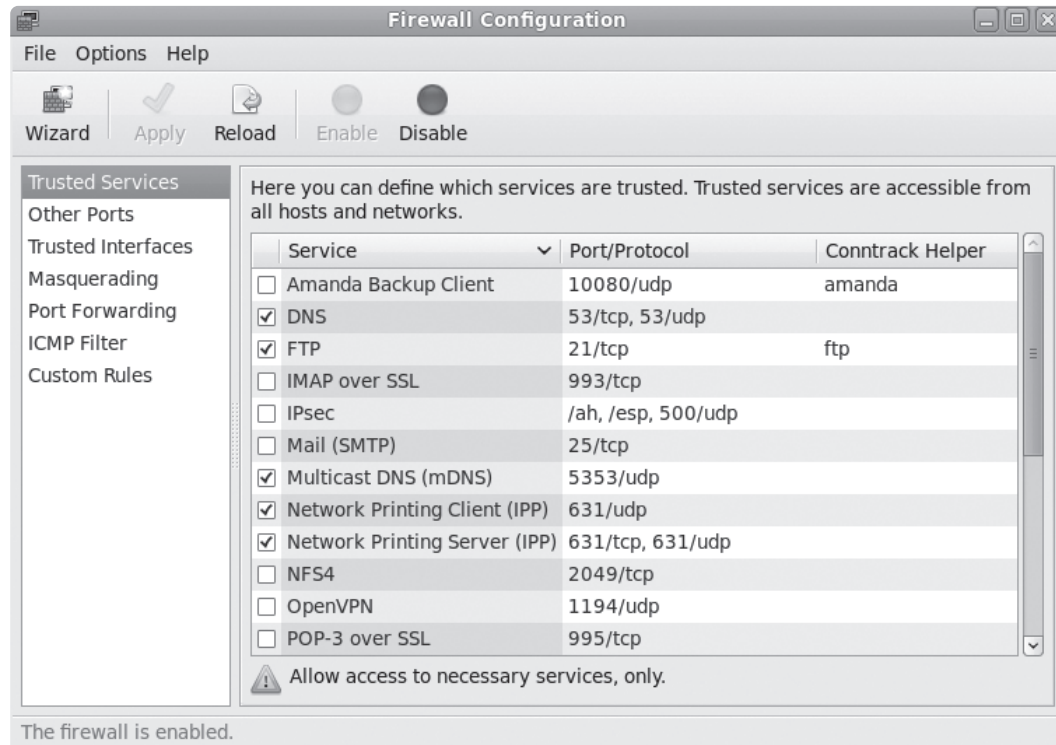 Firewall Configuration
File Options Help
Wizard Apply Reload Enable Disable
Trusted Services
Other Ports
Trusted Interfaces
Masquerading
Port Forwarding
ICMP Filter
Custom Rules
Here you can define which services are trusted. Trusted services are accessible from
all hosts and networks.
Service Port/Protocol Conntrack Helper
Amanda Backup Client 10080/udp amanda
DNS 53/tcp, 53/udp
FTP 21/tcp ftp
IMAP over SSL 993/tcp
IPsec /ah, /esp, 500/udp
Mail (SMTP) 25/tcp
Multicast DNS (mDNS) 5353/udp
Network Printing Client (IPP) 631/udp
Network Printing Server (IPP) 631/tcp, 631/udp
NFS4 2049/tcp
OpenVPN 1194/udp
POP-3 over SSL 995/tcp
Allow access to necessary services, only.
The firewall is enabled.